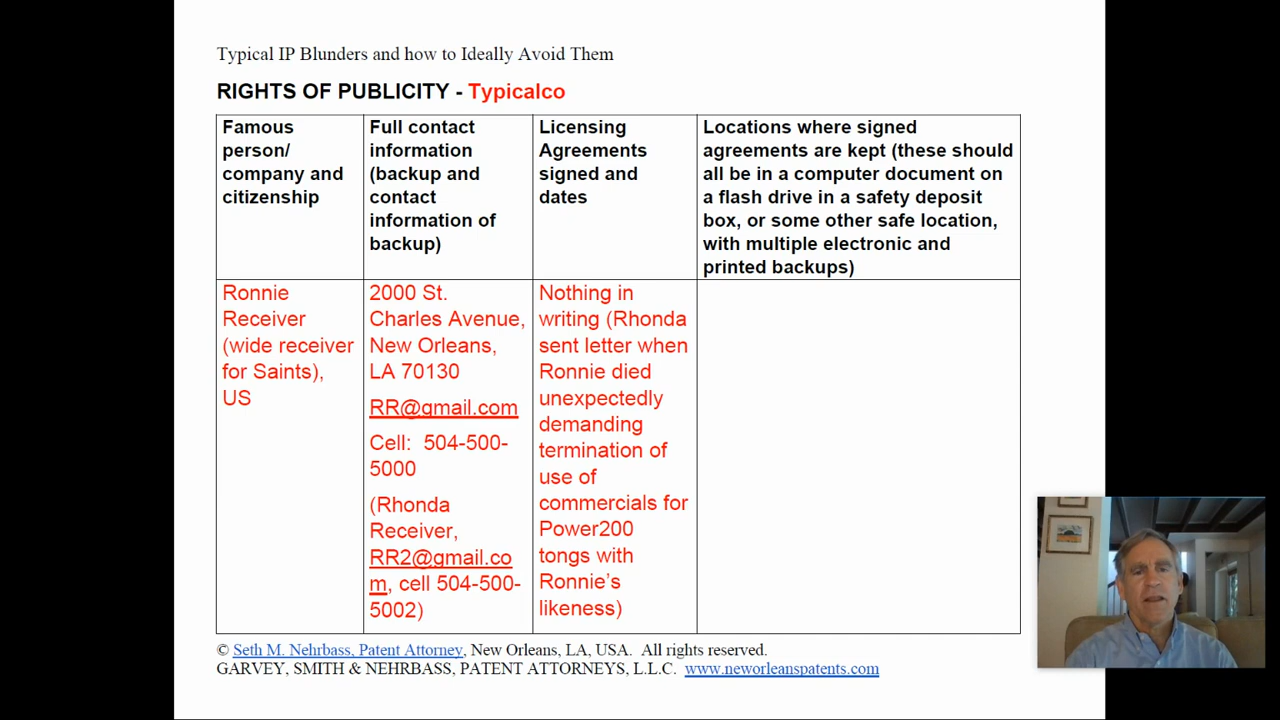 Typical IP Blunders and how to Ideally Avoid Them
RIGHTS OF PUBLICITY - Typicalco
Famous
person/
company and
citizenship
Full contact
information
(backup and
contact
information of
backup)
Licensing
Agreements
signed and
dates
Locations where signed
agreements are kept (these should
all be in a computer document on
a flash drive in a safety deposit
box, or some other safe location,
with multiple electronic and
printed backups)
Ronnie
Receiver
(wide receiver
for Saints),
US
2000 St.
Charles Avenue,
New Orleans,
LA 70130
RR@gmail.com
Cell:  504-500-
5000
(Rhonda
Receiver,
RR2@gmail.co
m, cell 504-500-
5002)
Nothing in
writing (Rhonda
sent letter when
Ronnie died
unexpectedly
demanding
termination of
use of
commercials for
Power200
tongs with
Ronnie’s
likeness)
© Seth M. Nehrbass, Patent Attorney, New Orleans, LA, USA.  All rights reserved.
GARVEY, SMITH & NEHRBASS, PATENT ATTORNEYS, L.L.C.  www.neworleanspatents.com